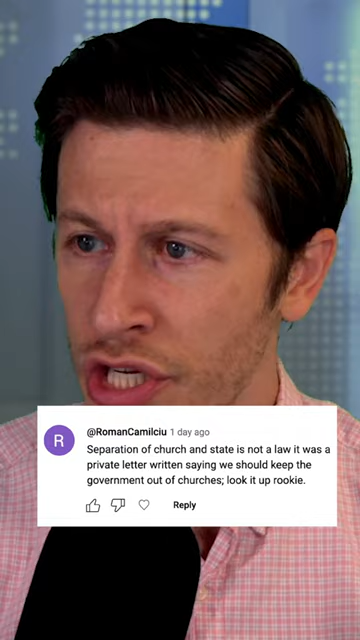 R
@RomanCamilciu 1 day ago
Separation of church and state is not a law it was a
private letter written saying we should keep the
government out of churches; look it up rookie.
Reply